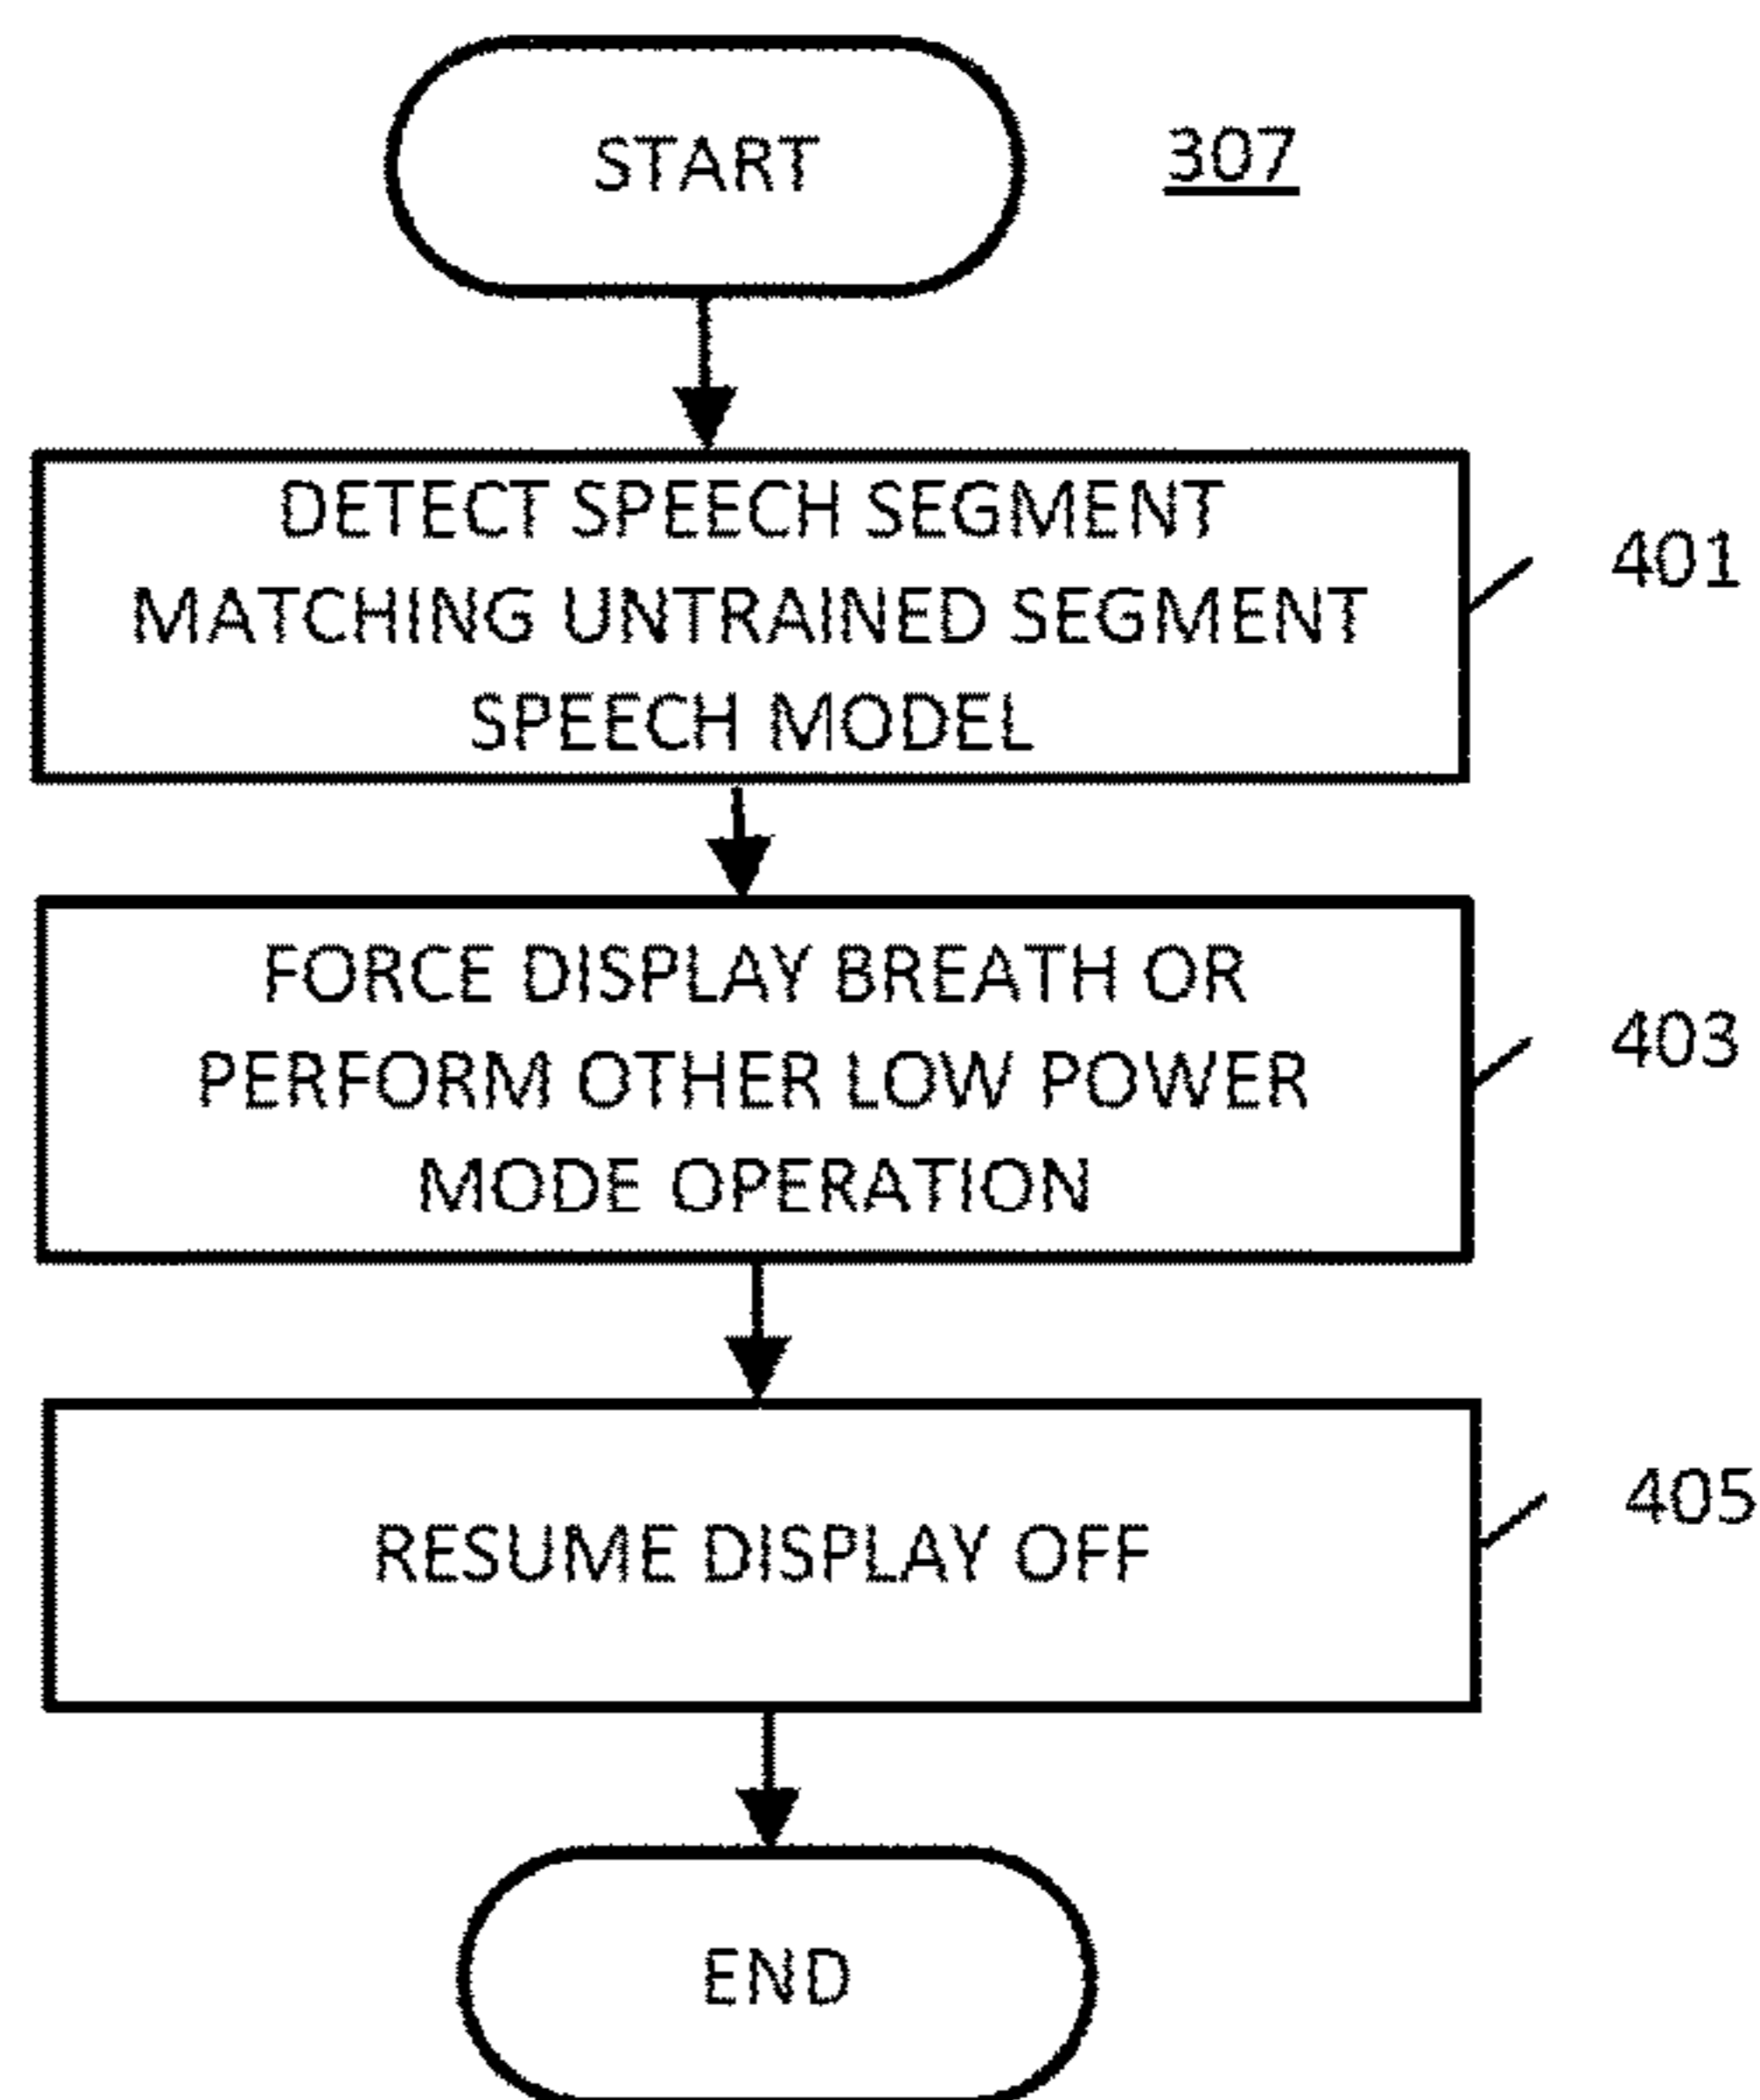 START
307
DETECT SPEECH SEGMENT
MATCHING UNTRAINED SEGMENT
SPEECH MODEL
401
FORCE DISPLAY BREATH OR
PERFORM OTHER LOW POWER
MODE OPERATION
403
RESUME DISPLAY OFF
405
END